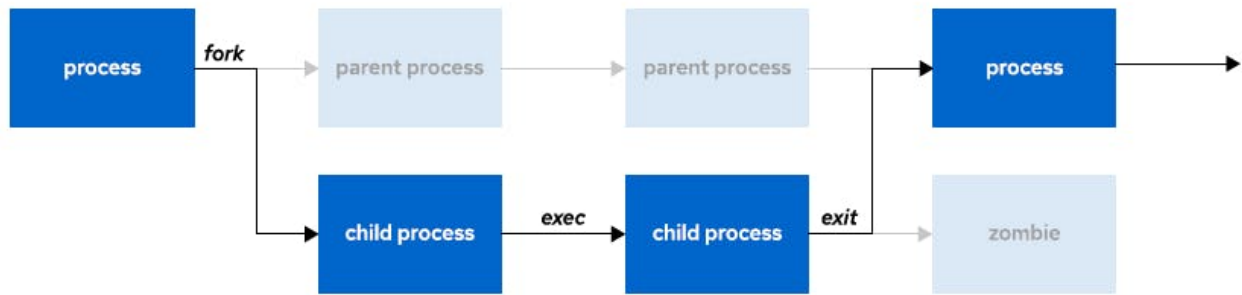 process
fork
parent process
parent process
process
child process
exec
child process
exit
zombie